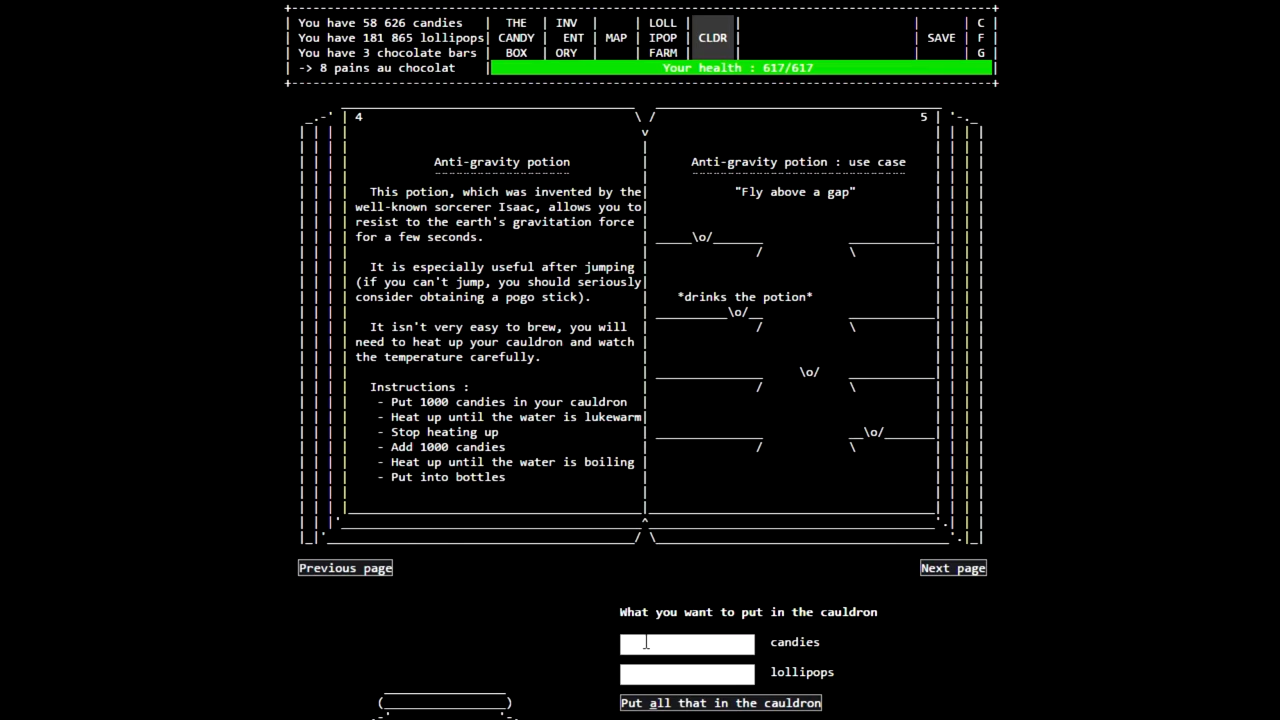 You have 58 626 candies
You have 181 865 lollipops
You have 3 chocolate bars
-> 8 pains au chocolat
THE CANDY BOX
INV ENT ORY
MAP
LOLL IPOP FARM
CLDR
SAVE
C F G
Your health : 617/617
4
Anti-gravity potion
This potion, which was invented by the
well-known sorcerer Isaac, allows you to
resist to the earth's gravitation force
for a few seconds.
It is especially useful after jumping
(if you can't jump, you should seriously
consider obtaining a pogo stick).
It isn't very easy to brew, you will
need to heat up your cauldron and watch
the temperature carefully.
Instructions :
- Put 1000 candies in your cauldron
- Heat up until the water is lukewarm
- Stop heating up
- Add 1000 candies
- Heat up until the water is boiling
- Put into bottles
5
Anti-gravity potion : use case
"Fly above a gap"
\o/
*drinks the potion*
\o/
\o/
\o/
Previous page
Next page
What you want to put in the cauldron
candies
lollipops
Put all that in the cauldron